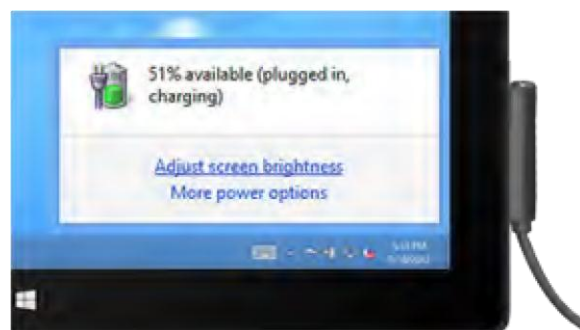 51% available (plugged in,
charging)
Adjust screen brightness
More power options